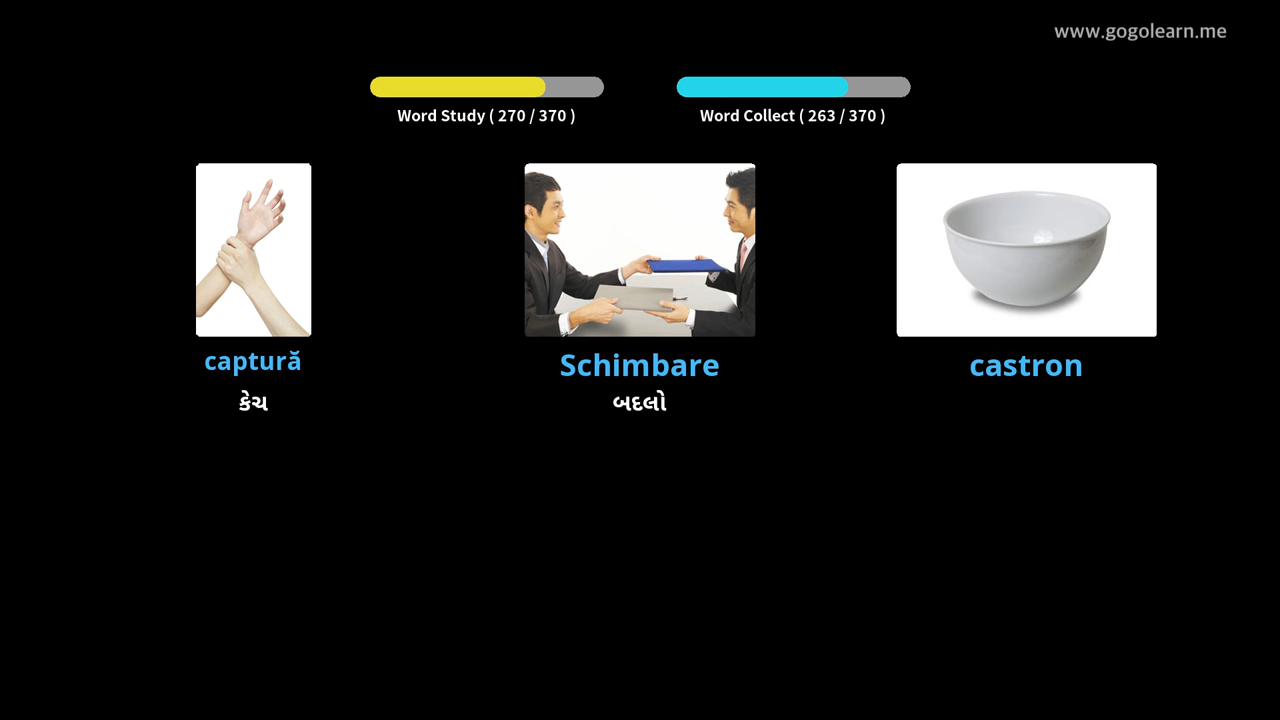 www.gogolearn.me
Word Study ( 270 / 370 )
Word Collect ( 263 / 370 )
captură
Schimbare
castron
કેચ
બદલો